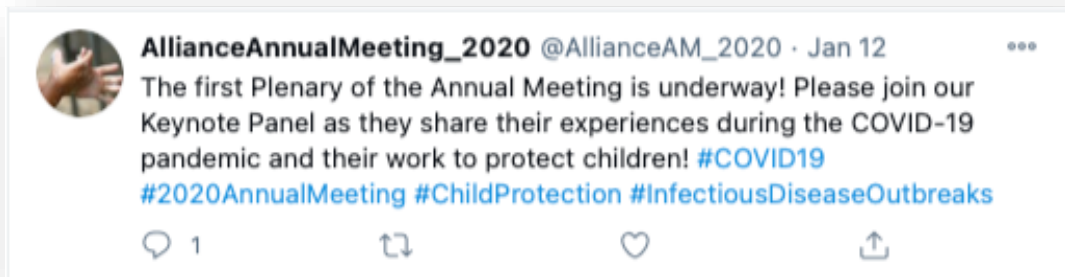 AllianceAnnualMeeting_2020 @AllianceAM_2020 · Jan 12
The first Plenary of the Annual Meeting is underway! Please join our
Keynote Panel as they share their experiences during the COVID-19
pandemic and their work to protect children! #COVID19
#2020AnnualMeeting #ChildProtection #InfectiousDiseaseOutbreaks
1